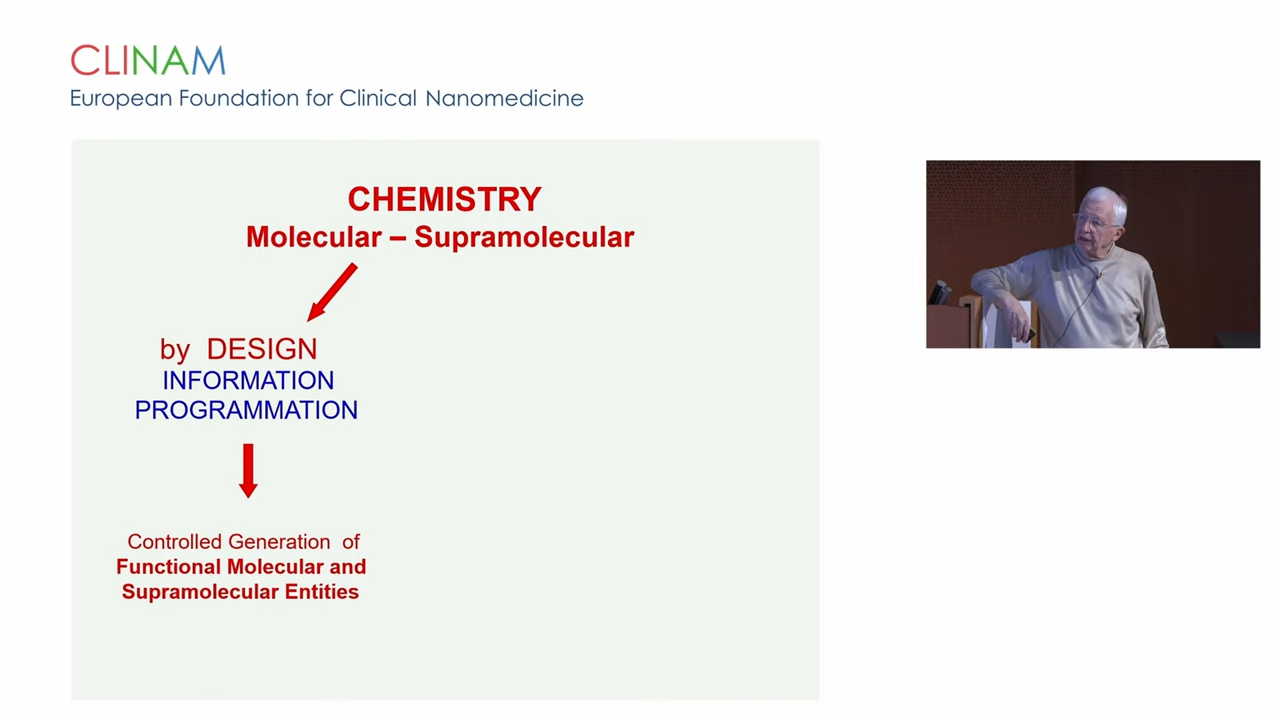 CLINAM
European Foundation for Clinical Nanomedicine
CHEMISTRY
Molecular – Supramolecular
by DESIGN
INFORMATION
PROGRAMMATION
Controlled Generation of
Functional Molecular and
Supramolecular Entities